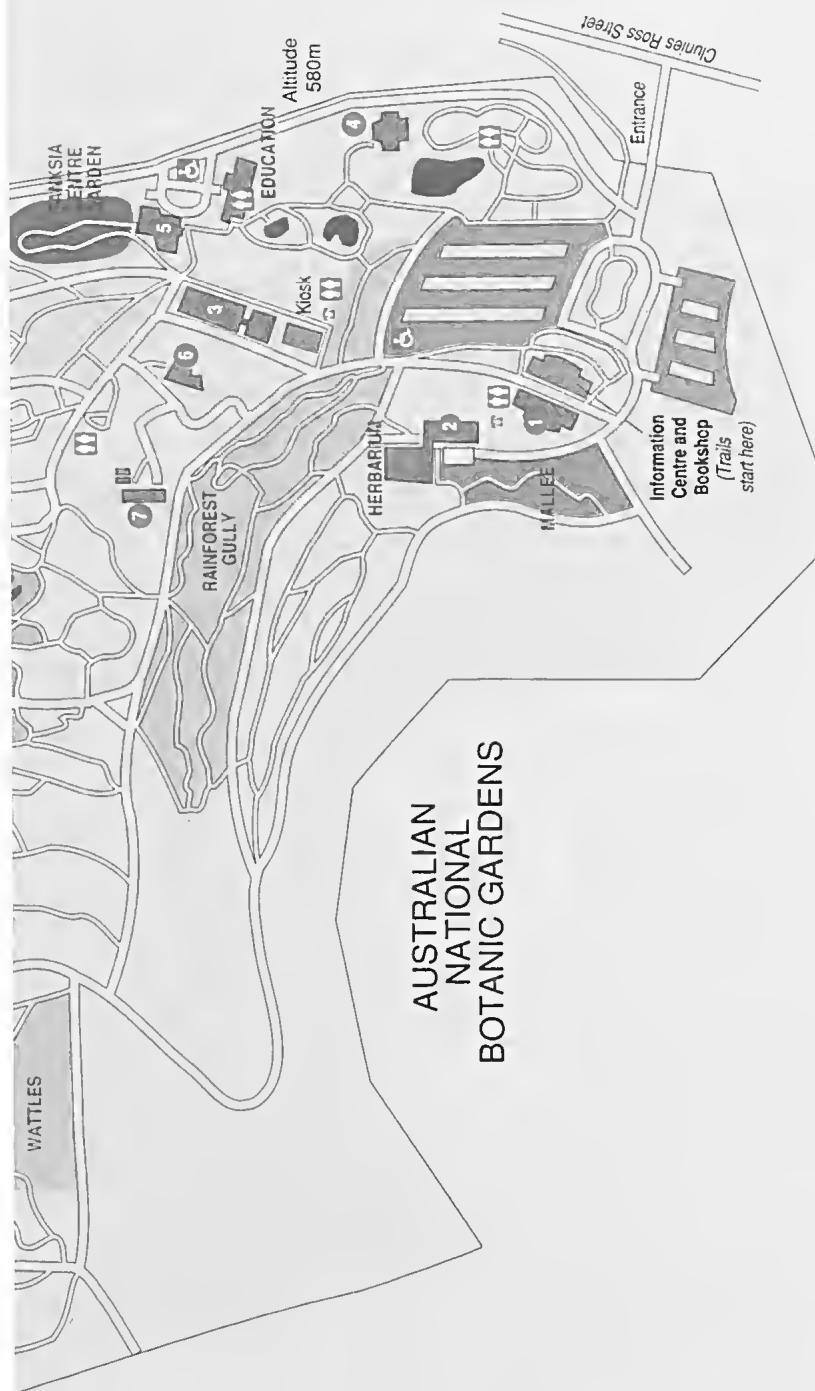 AUSTRALIAN
NATIONAL
BOTANIC GARDENS
WATTLES
RAINFOREST
GULLY
HERBARIUM
MALLEE
Information
Centre and
Bookshop
(Trails
start here)
Kiosk
EDUCATION
BANKSIA
CENTRE
GARDEN
Altitude
580m
Entrance
Clunies Ross Street
1
2
3
4
5
6
7